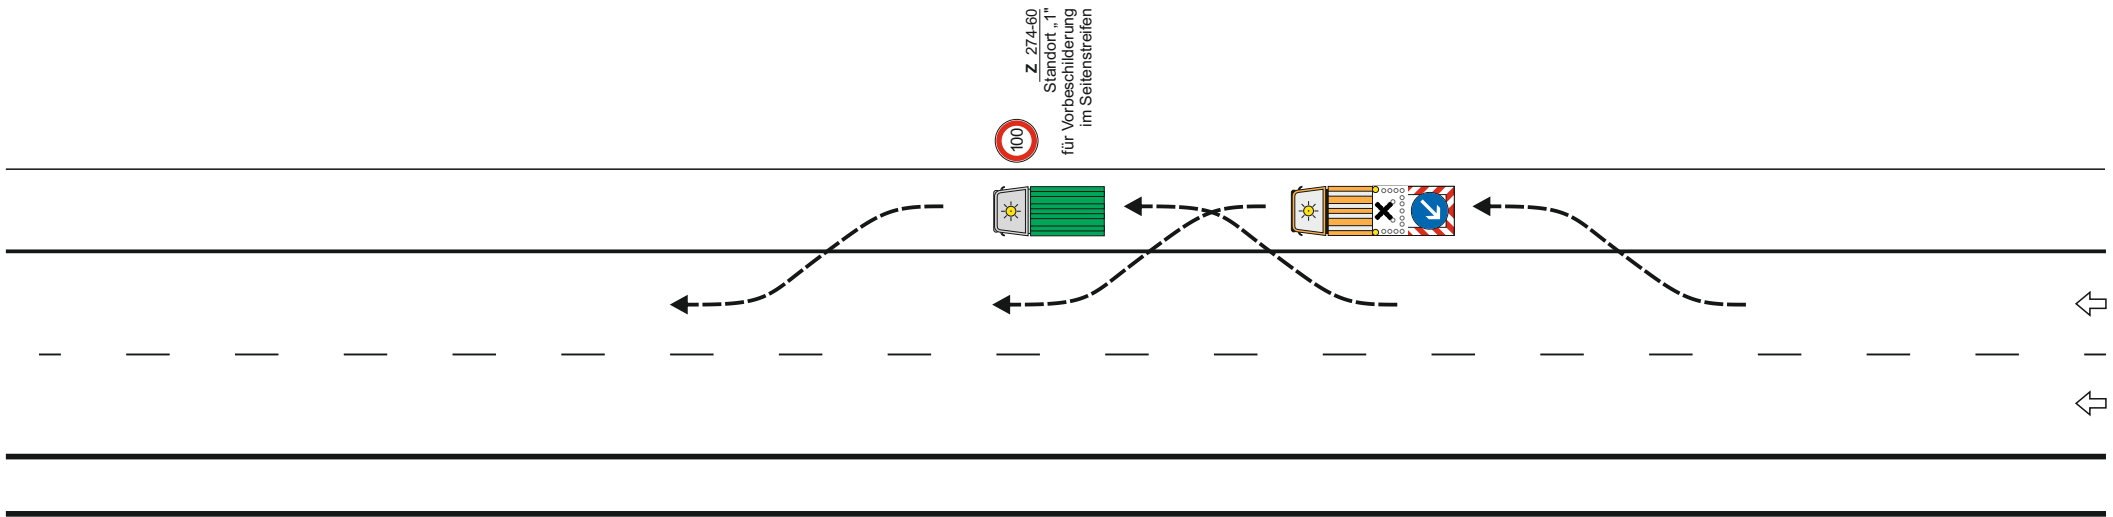 Z 274-60
Standort „1"
für Vorbeschilderung
im Seitenstreifen
100